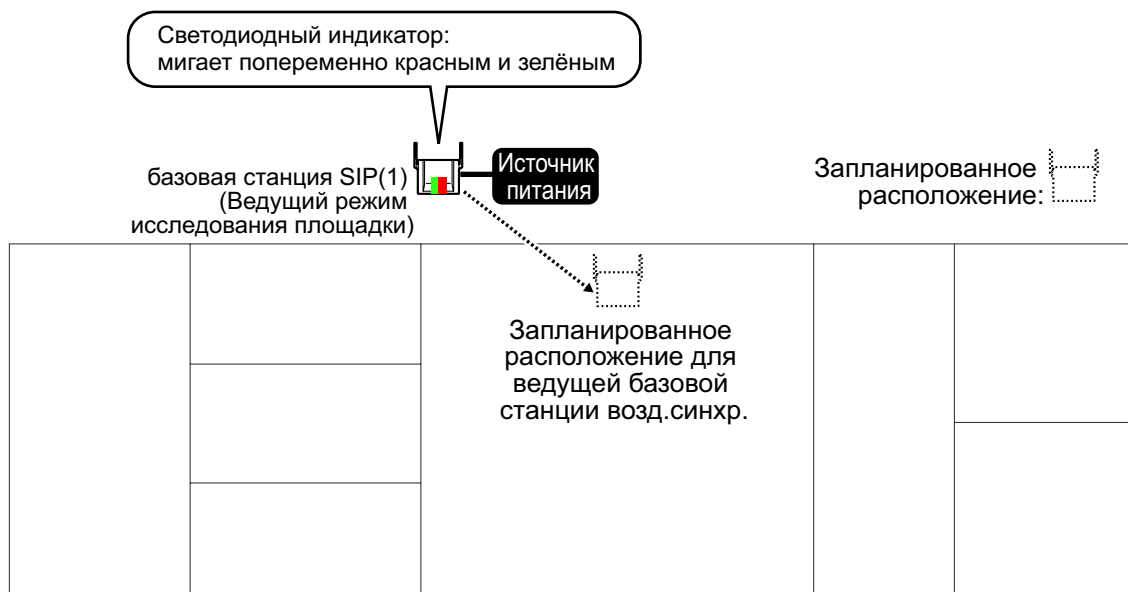 Светодиодный индикатор:
мигает попеременно красным и зелёным
базовая станция SIP(1)
(Ведущий режим
исследования площадки)
Источник
питания
Запланированное
расположение:
Запланированное
расположение для
ведущей базовой
станции возд.синхр.